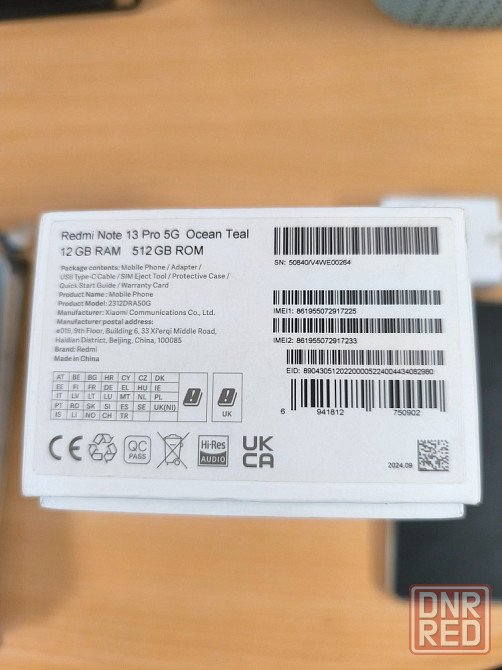 Redmi Note 13 Pro 5G Ocean Teal
12 GB RAM 512 GB ROM
Package contents: Mobile Phone / Adapter /
USB Type-C Cable / SIM Eject Tool / Protective Case /
Quick Start Guide / Warranty Card
Product Name: Mobile Phone
Product Model: 2312DRA50G
Manufacturer: Xiaomi Communications Co., Ltd.
Manufacturer postal address:
#019, 9th Floor, Building 6, 33 Xi'erqi Middle Road,
Haidian District, Beijing, China, 100085
Brand: Redmi
Made in China
SN: 50840/V4WE00264
IMEI1: 861955072917225
IMEI2: 861955072917233
EID: 89043051202200005224004434082980
6 941812 750902
AT BE BG HR CY CZ DK
EE FI FR DE EL HU IE
IT LV LT LU MT NL PL
PT RO SK SI ES SE UK(NI)
IS LI NO CH TR
UK
CE
QC
PASS
Hi-Res
AUDIO
UK
CA
2024.09
DNR
RED